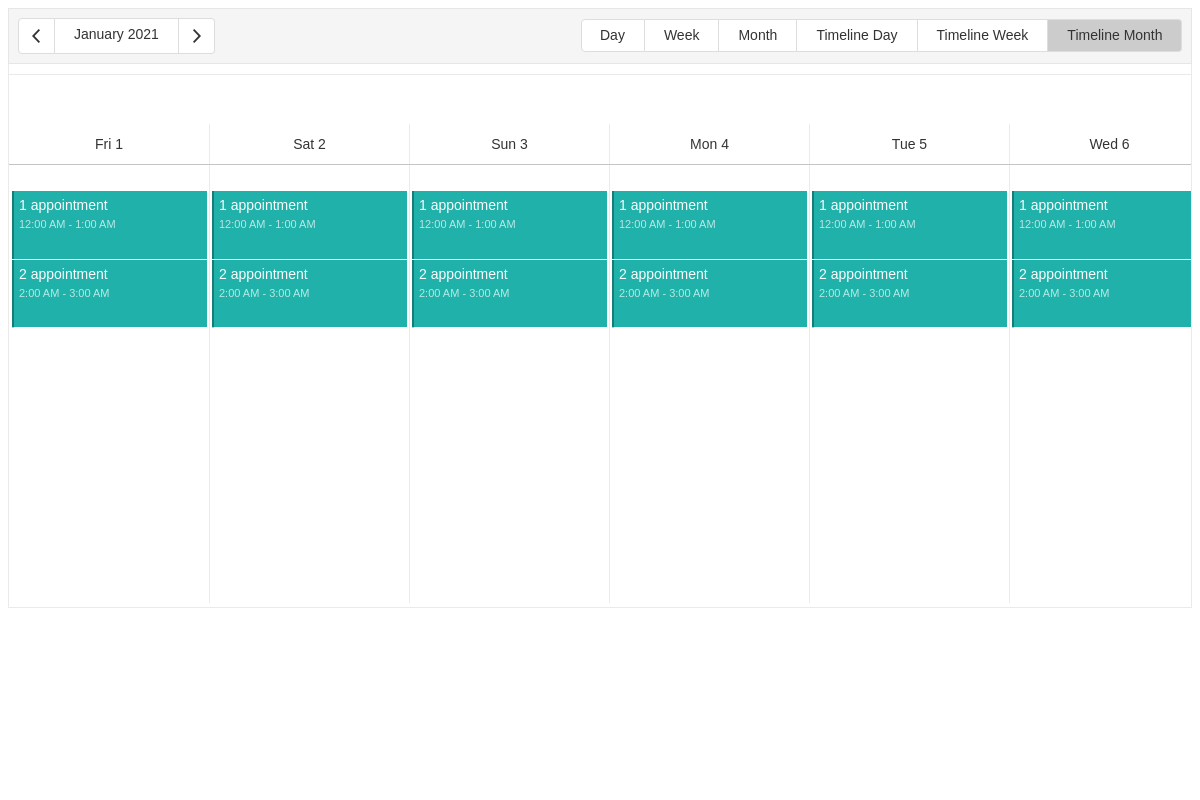 January 2021
Day Week Month Timeline Day Timeline Week Timeline Month
Fri 1 Sat 2 Sun 3 Mon 4 Tue 5 Wed 6
1 appointment 1 appointment 1 appointment 1 appointment 1 appointment 1 appointment
12:00 AM - 1:00 AM 12:00 AM - 1:00 AM 12:00 AM - 1:00 AM 12:00 AM - 1:00 AM 12:00 AM - 1:00 AM 12:00 AM - 1:00 AM
2 appointment 2 appointment 2 appointment 2 appointment 2 appointment 2 appointment
2:00 AM - 3:00 AM 2:00 AM - 3:00 AM 2:00 AM - 3:00 AM 2:00 AM - 3:00 AM 2:00 AM - 3:00 AM 2:00 AM - 3:00 AM